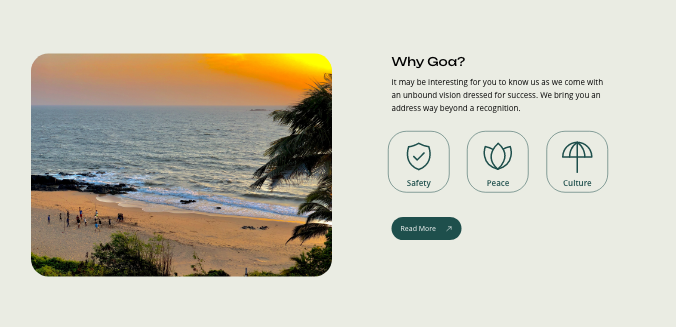 Why Goa?
It may be interesting for you to know us as we come with
an unbound vision dressed for success. We bring you an
address way beyond a recognition.
Safety
Peace
Culture
Read More